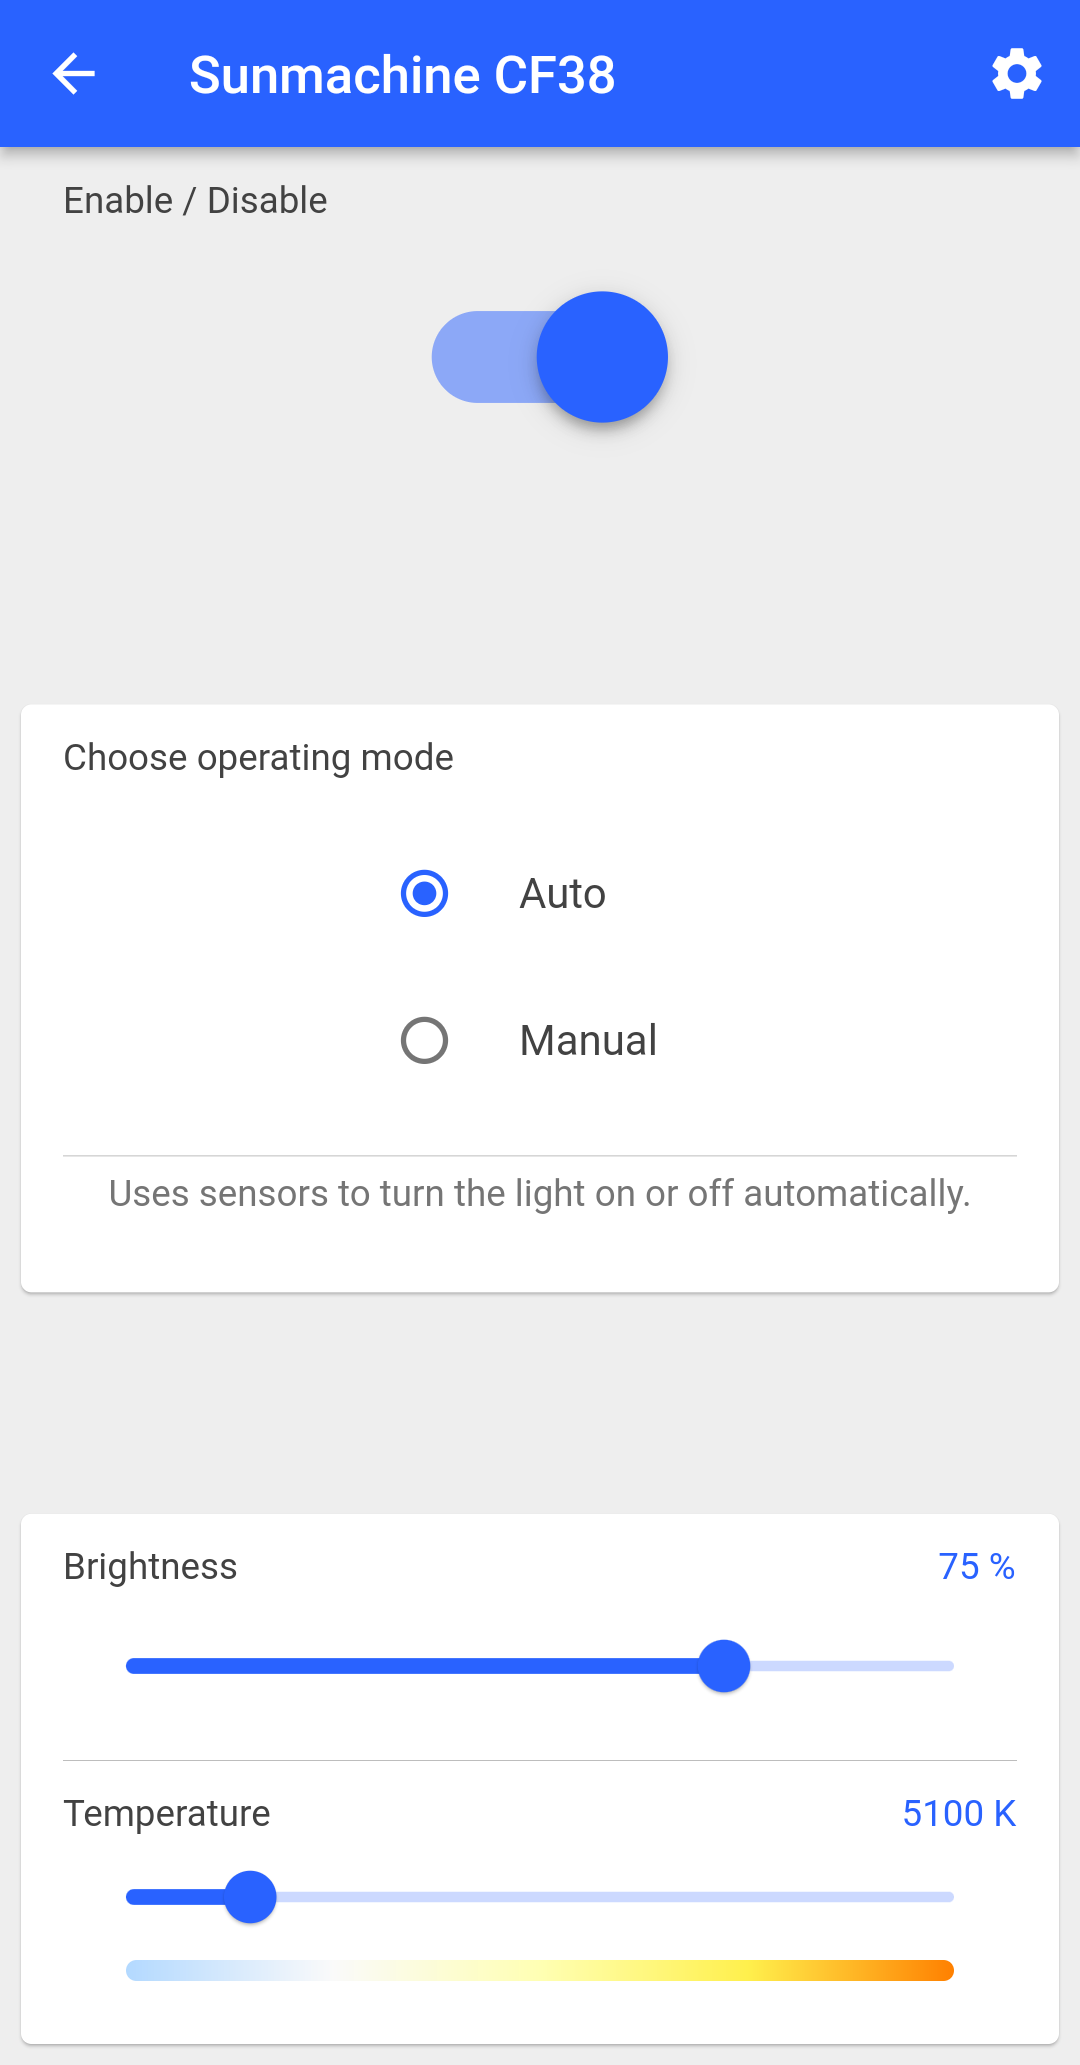 Sunmachine CF38
Enable / Disable
Choose operating mode
Auto
Manual
Uses sensors to turn the light on or off automatically.
Brightness 75 %
Temperature 5100 K